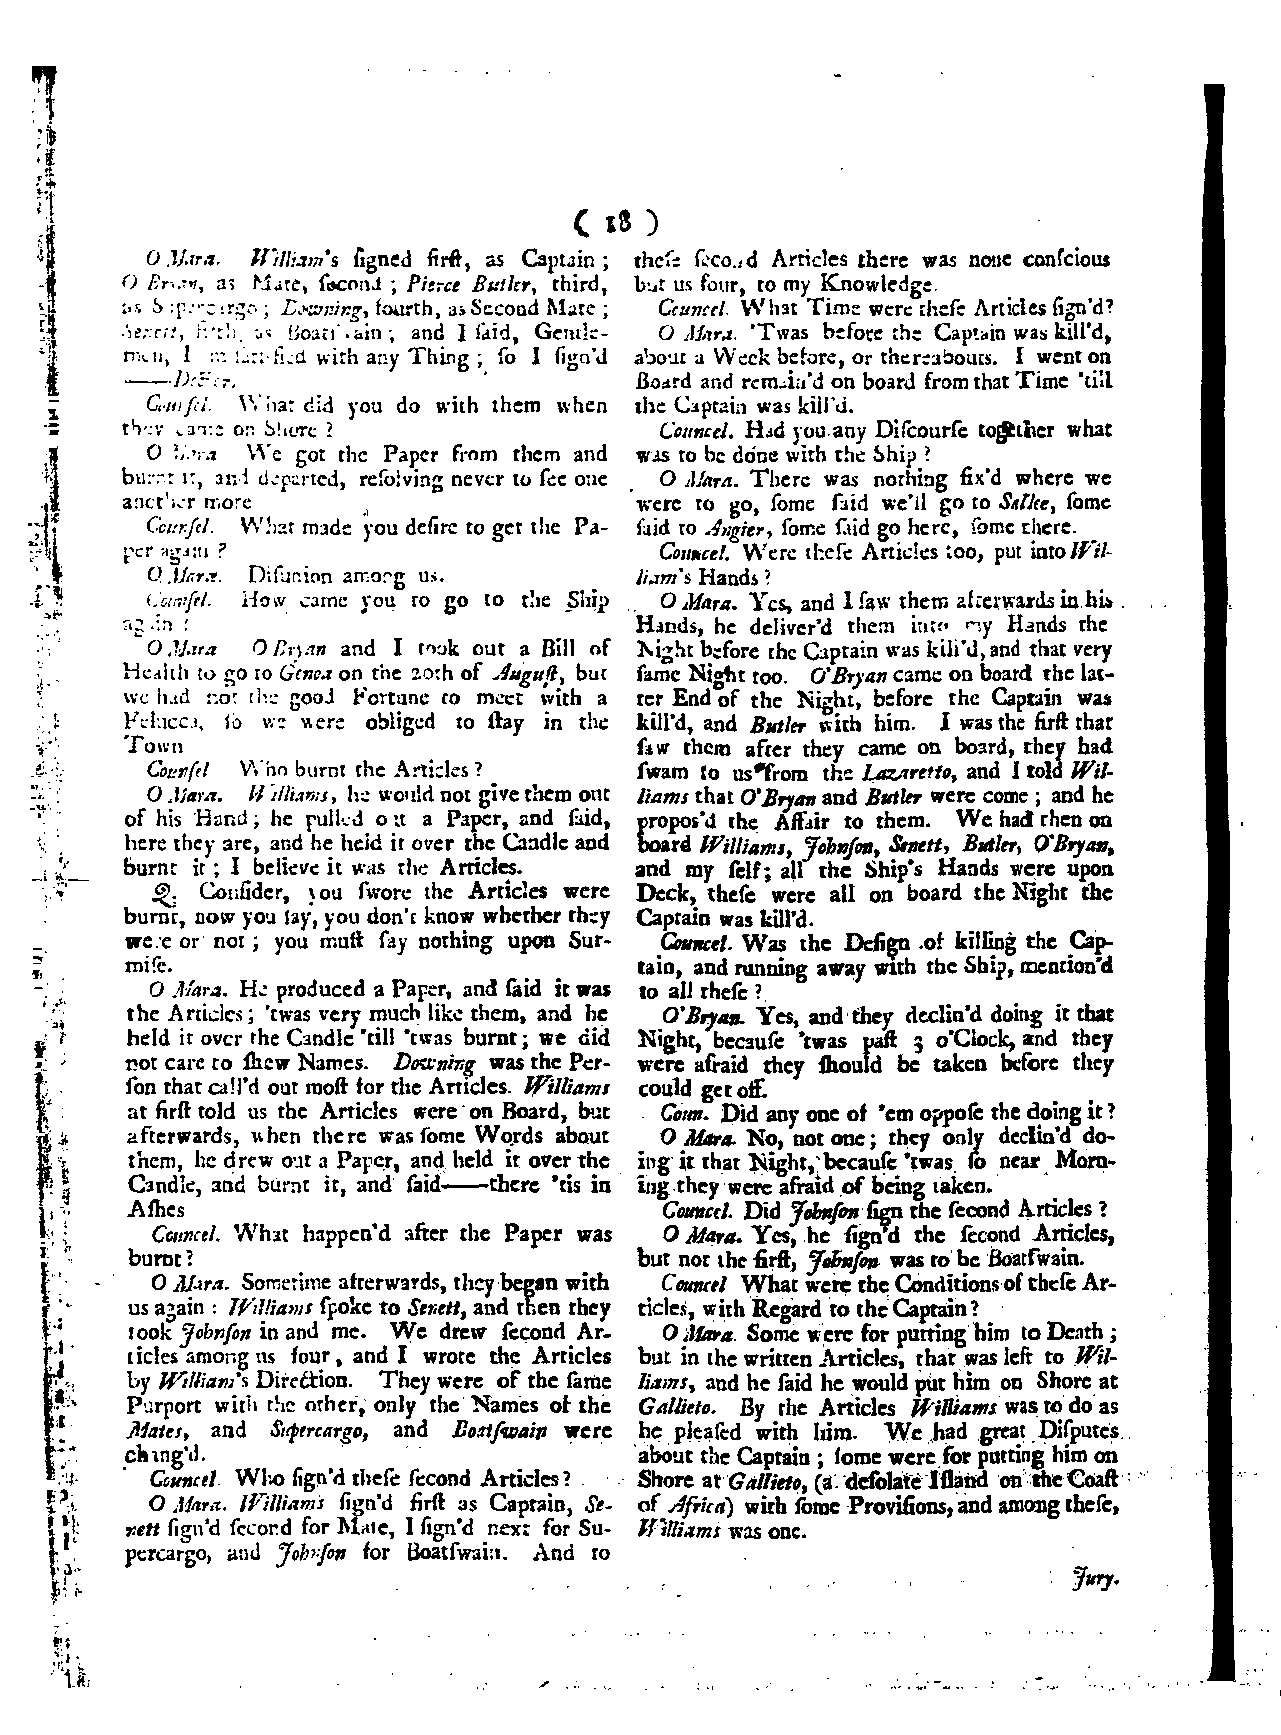 ( 18 )
O Mara. William's ſigned firſt, as Captain ;
O Bryan, as Mate, ſecond ; Pierce Butler, third,
as Supercargo ; Downing, fourth, as Second Mate ;
Senett, fifth, as Boatſwain ; and I ſaid, Gentle-
men, I ſatisfied with any Thing ; ſo I ſign'd
——
Counſel. What did you do with them when
they came on Shore ?
O Mara We got the Paper from them and
burnt it, and departed, reſolving never to ſee one
another more
Counſel. What made you deſire to get the Pa-
per again ?
O Mara. Diſunion among us.
Counſel. How came you to go to the Ship
again ?
O Mara O Bryan and I took out a Bill of
Health to go to Genoa on the 20th of Auguſt, but
we had not the good Fortune to meet with a
Felucca, ſo we were obliged to ſtay in the
Town
Counſel Who burnt the Articles ?
O Mara. Williams, he would not give them out
of his Hand ; he pulled out a Paper, and ſaid,
here they are, and he held it over the Candle and
burnt it ; I believe it was the Articles.
Q. Conſider, you ſwore the Articles were
burnt, now you ſay, you don't know whether they
were or not ; you muſt ſay nothing upon Sur-
miſe.
O Mara. He produced a Paper, and ſaid it was
the Articles ; 'twas very much like them, and he
held it over the Candle 'till 'twas burnt ; we did
not care to ſhew Names. Downing was the Per-
ſon that call'd out moſt for the Articles. Williams
at firſt told us the Articles were on Board, but
afterwards, when there was ſome Words about
them, he drew out a Paper, and held it over the
Candle, and burnt it, and ſaid——there 'tis in
Aſhes
Councel. What happen'd after the Paper was
burnt ?
O Mara. Sometime afterwards, they began with
us again : Williams ſpoke to Senett, and then they
took Johnſon in and me. We drew ſecond Ar-
ticles among us four, and I wrote the Articles
by William's Direction. They were of the ſame
Purport with the other, only the Names of the
Mates, and Supercargo, and Boatſwain were
chang'd.
Councel. Who ſign'd theſe ſecond Articles ?
O Mara. Williams ſign'd firſt as Captain, Se-
nett ſign'd ſecond for Mate, I ſign'd next for Su-
percargo, and Johnſon for Boatſwain. And to
theſe ſecond Articles there was none conſcious
but us four, to my Knowledge.
Councel. What Time were theſe Articles ſign'd?
O Mara. 'Twas before the Captain was kill'd,
about a Week before, or thereabouts. I went on
Board and remain'd on board from that Time 'till
the Captain was kill'd.
Councel. Had you any Diſcourſe together what
was to be done with the Ship ?
O Mara. There was nothing fix'd where we
were to go, ſome ſaid we'll go to Sallee, ſome
ſaid to Angier, ſome ſaid go here, ſome there.
Councel. Were theſe Articles too, put into Wil-
liam's Hands ?
O Mara. Yes, and I ſaw them afterwards in his
Hands, he deliver'd them into my Hands the
Night before the Captain was kill'd, and that very
ſame Night too. O'Bryan came on board the lat-
ter End of the Night, before the Captain was
kill'd, and Butler with him. I was the firſt that
ſaw them after they came on board, they had
ſwam to us from the Lazaretto, and I told Wil-
liams that O'Bryan and Butler were come ; and he
propos'd the Affair to them. We had then on
board Williams, Johnſon, Senett, Butler, O'Bryan,
and my ſelf ; all the Ship's Hands were upon
Deck, theſe were all on board the Night the
Captain was kill'd.
Councel. Was the Deſign of killing the Cap-
tain, and running away with the Ship, mention'd
to all theſe ?
O'Bryan. Yes, and they declin'd doing it that
Night, becauſe 'twas paſt 3 o'Clock, and they
were afraid they ſhould be taken before they
could get off.
Coun. Did any one of 'em oppoſe the doing it ?
O Mara. No, not one ; they only declin'd do-
ing it that Night, becauſe 'twas ſo near Morn-
ing they were afraid of being taken.
Councel. Did Johnſon ſign the ſecond Articles ?
O Mara. Yes, he ſign'd the ſecond Articles,
but not the firſt, Johnſon was to be Boatſwain.
Councel What were the Conditions of theſe Ar-
ticles, with Regard to the Captain ?
O Mara. Some were for putting him to Death ;
but in the written Articles, that was left to Wil-
liams, and he ſaid he would put him on Shore at
Gallieto. By the Articles Williams was to do as
he pleaſed with him. We had great Diſputes
about the Captain ; ſome were for putting him on
Shore at Gallieto, (a deſolate Iſland on the Coaſt
of Africa) with ſome Proviſions, and among theſe,
Williams was one.
Jury.